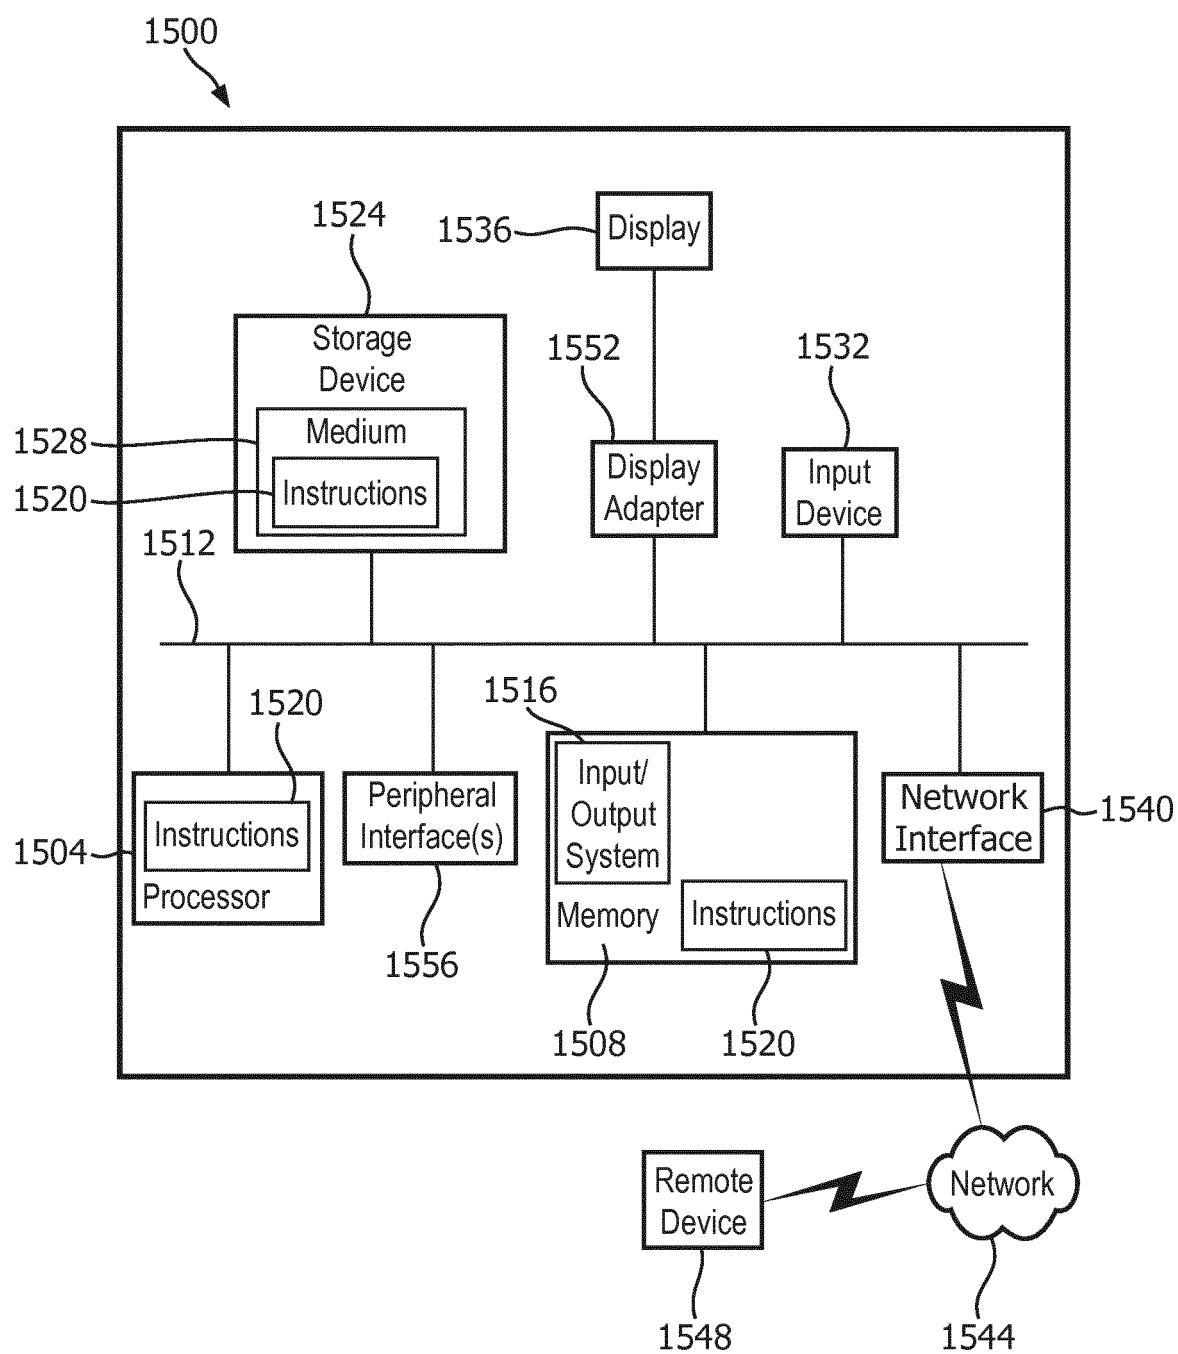 1500
1524
1536
Display
Storage
Device
1552
1532
1528
Medium
Display
Adapter
Input
Device
1520
Instructions
1512
1520
1516
Instructions
1504
Processor
Peripheral
Interface(s)
1556
Input/
Output
System
Memory
Instructions
1508
1520
Network
Interface
1540
Remote
Device
Network
1548
1544